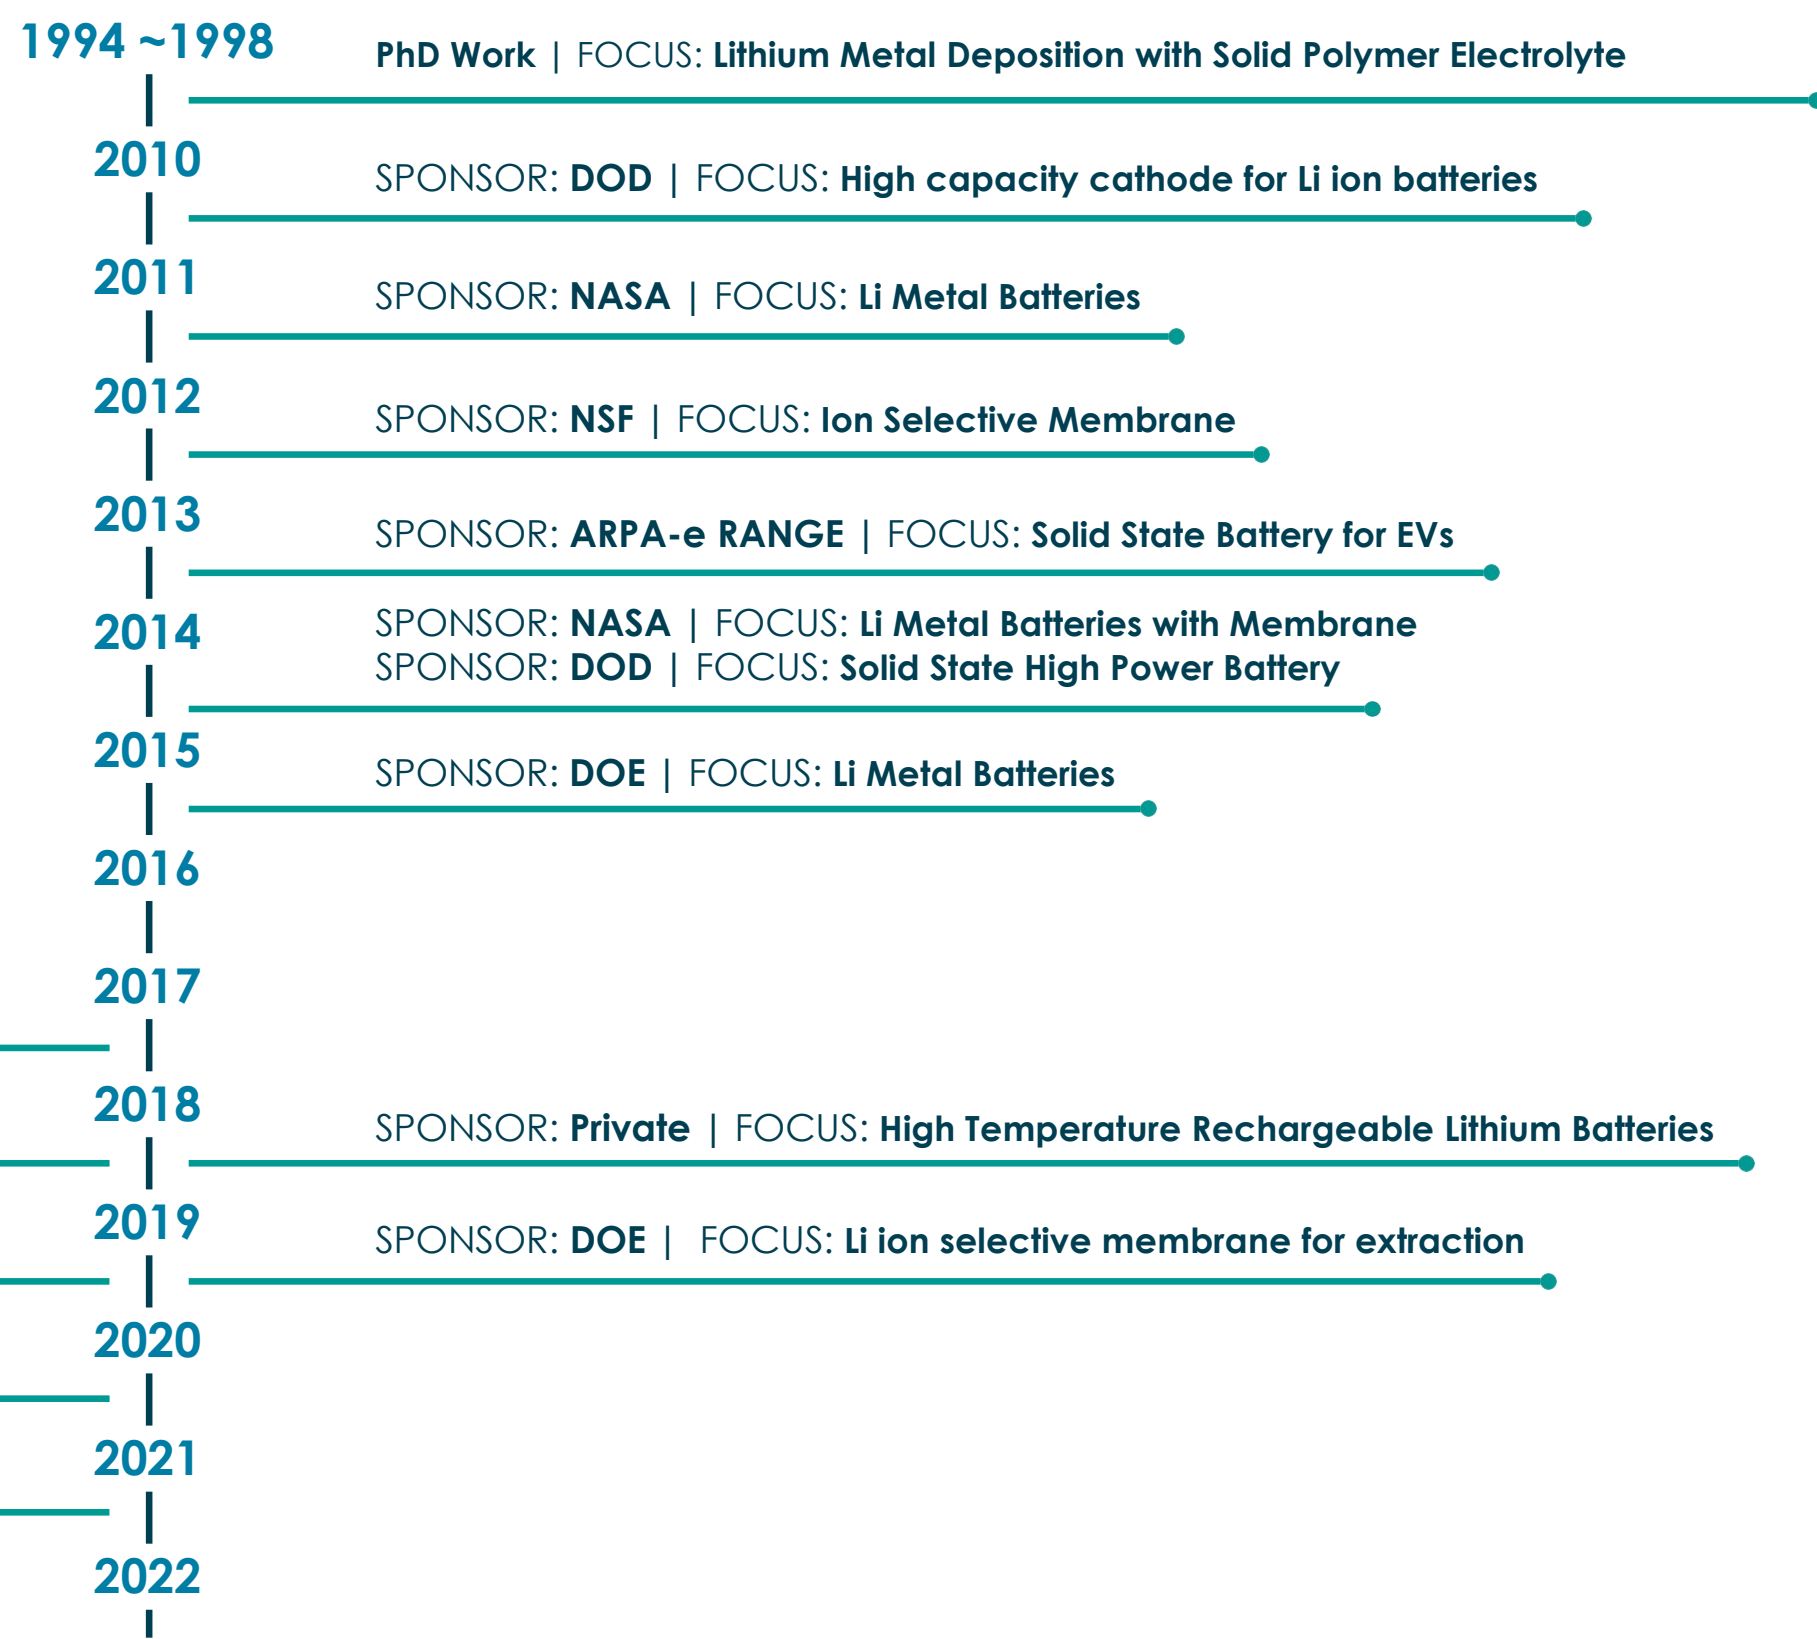 1994 ~1998
PhD Work | FOCUS: Lithium Metal Deposition with Solid Polymer Electrolyte
2010
SPONSOR: DOD | FOCUS: High capacity cathode for Li ion batteries
2011
SPONSOR: NASA | FOCUS: Li Metal Batteries
2012
SPONSOR: NSF | FOCUS: Ion Selective Membrane
2013
SPONSOR: ARPA-e RANGE | FOCUS: Solid State Battery for EVs
2014
SPONSOR: NASA | FOCUS: Li Metal Batteries with Membrane
SPONSOR: DOD | FOCUS: Solid State High Power Battery
2015
SPONSOR: DOE | FOCUS: Li Metal Batteries
2016
2017
2018
SPONSOR: Private | FOCUS: High Temperature Rechargeable Lithium Batteries
2019
SPONSOR: DOE | FOCUS: Li ion selective membrane for extraction
2020
2021
2022